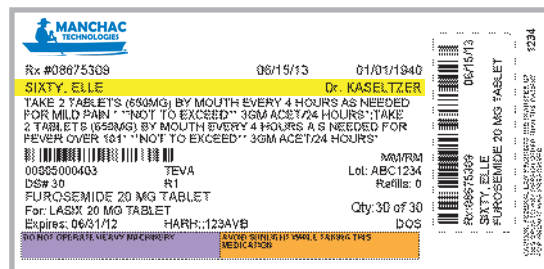 MANCHAC
TECHNOLOGIES
Rx #08675309 06/15/13 01/01/1940
SIXTY, ELLE Dr. KASELTZER
TAKE 2 TABLETS (650MG) BY MOUTH EVERY 4 HOURS AS NEEDED
FOR MILD PAIN * **NOT TO EXCEED** 3GM ACET/24 HOURS*;TAKE
2 TABLETS (650MG) BY MOUTH EVERY 4 HOURS AS NEEDED FOR
FEVER OVER 101* **NOT TO EXCEED** 3GM ACET/24 HOURS*
MM/RM
TEVA Lot: ABC1234
DS# 30 R1 Refills: 0
FUROSEMIDE 20 MG TABLET
For: LASIX 20 MG TABLET Qty: 30 of 30
Expires: 06/31/12 HARR;;123AVB DOS
DO NOT OPERATE HEAVY MACHINERY
AVOID SUNLIGHT WHILE TAKING THIS
MEDICATION
06/15/13
Rx:08675309
SIXTY, ELLE
FUROSEMIDE 20 MG TABLET
1234